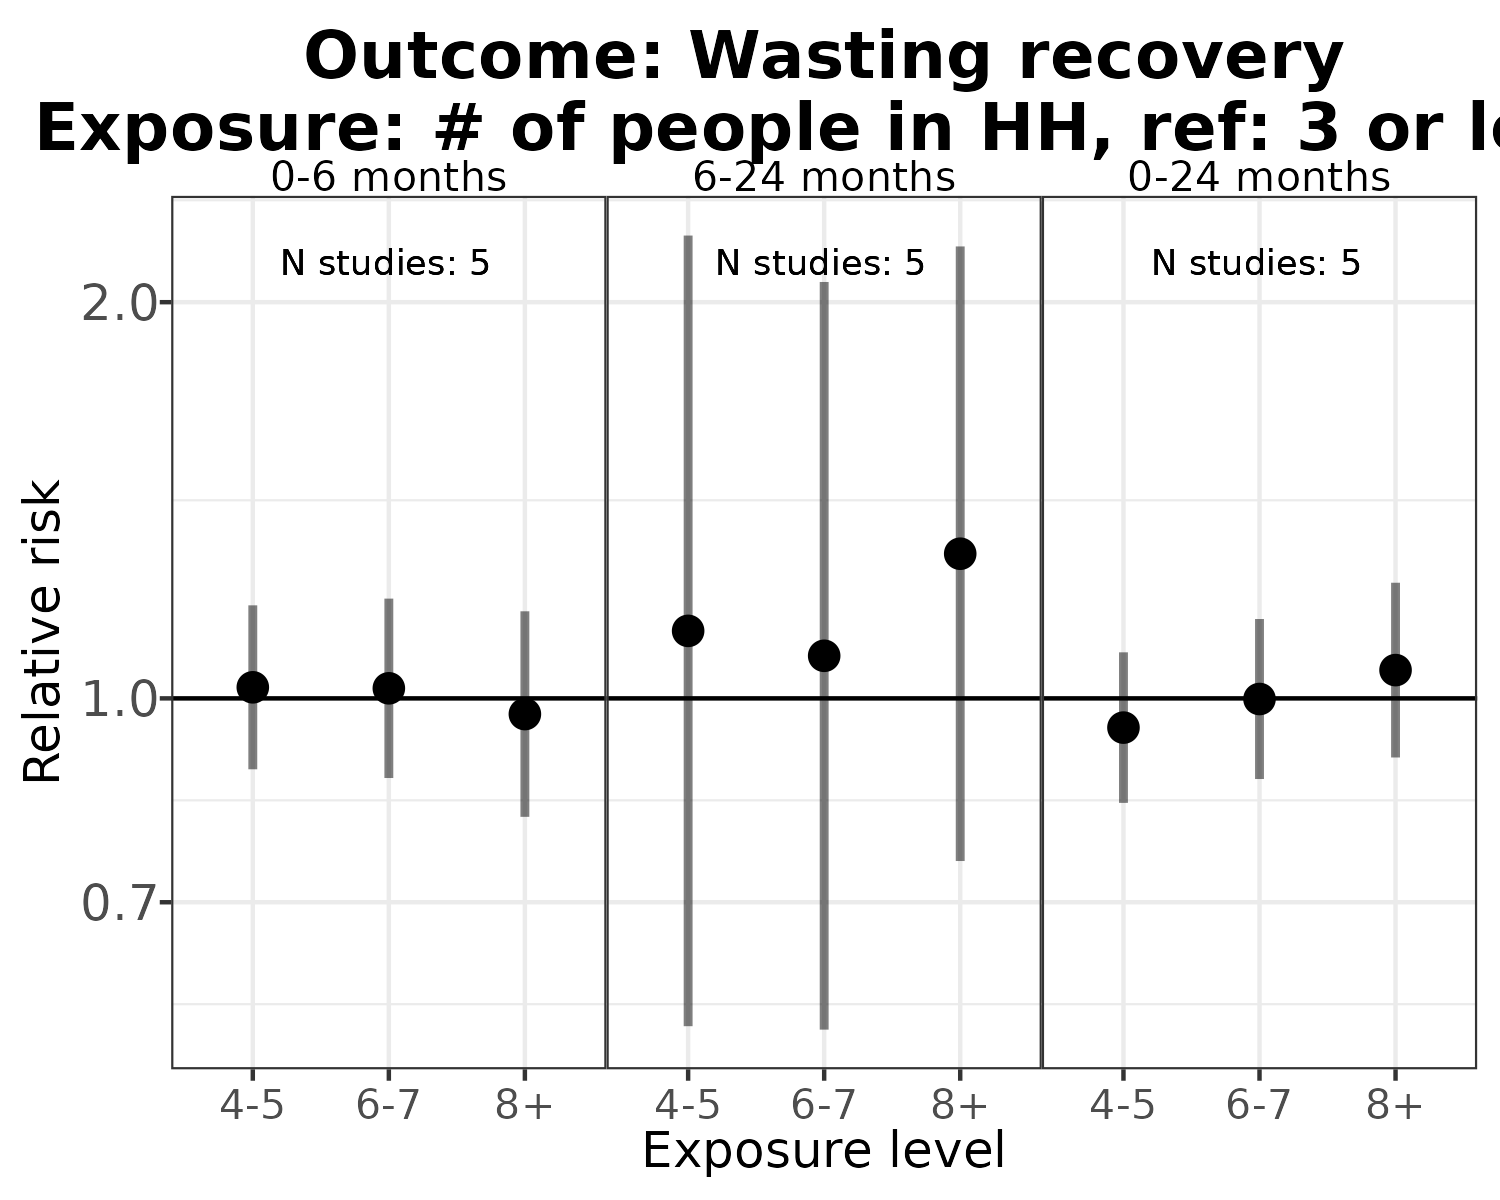 Outcome: Wasting recovery
Exposure: # of people in HH, ref: 3 or
0-6 months
6-24 months
0-24 months
N studies: 5
N studies: 5
N studies: 5
2.0
1.0
0.7
Relative risk
4-5
6-7
8+
4-5
6-7
8+
4-5
6-7
8+
Exposure level